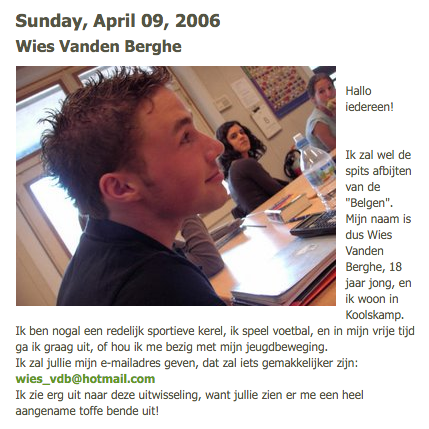 Sunday, April 09, 2006
Wies Vanden Berghe
Hallo
iedereen!
Ik zal wel de
spits afbijten
van de
"Belgen".
Mijn naam is
dus Wies
Vanden
Berghe, 18
jaar jong, en
ik woon in
Koolskamp.
Ik ben nogal een redelijk sportieve kerel, ik speel voetbal, en in mijn vrije tijd
ga ik graag uit, of hou ik me bezig met mijn jeugdbeweging.
Ik zal jullie mijn e-mailadres geven, dat zal iets gemakkelijker zijn:
wies_vdb@hotmail.com
Ik zie erg uit naar deze uitwisseling, want jullie zien er me een heel
aangename toffe bende uit!